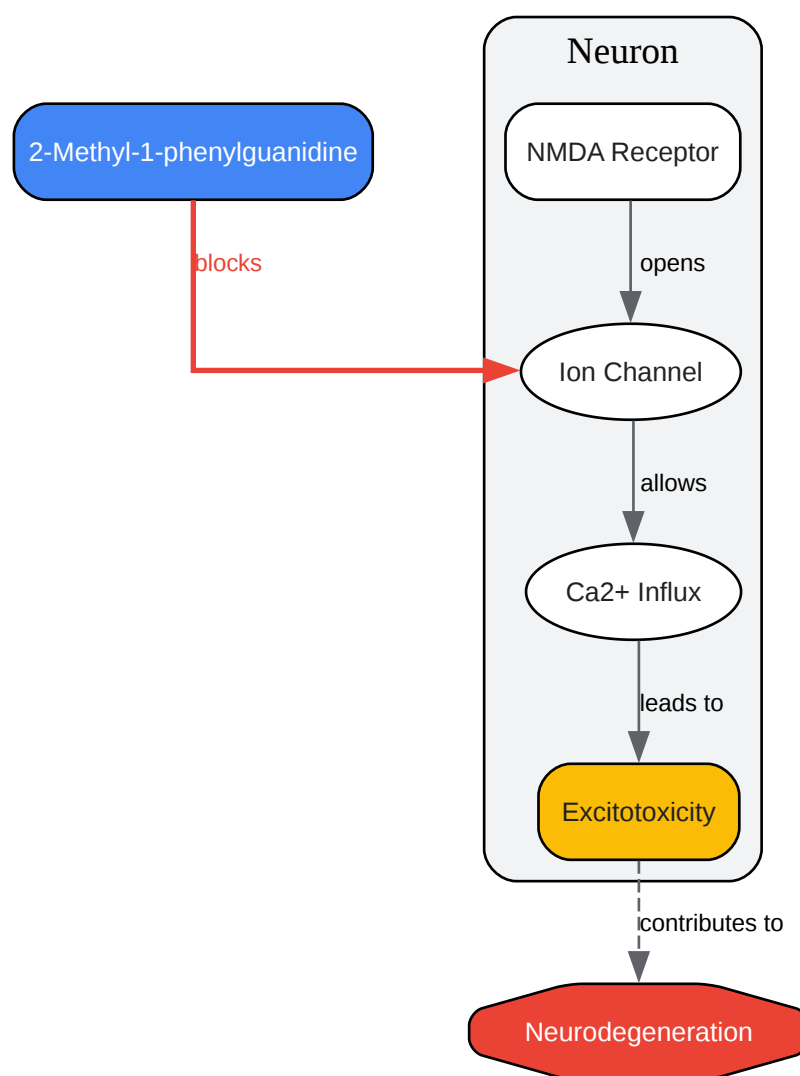 Neuron
2-Methyl-1-phenylguanidine
NMDA Receptor
blocks
opens
Ion Channel
allows
Ca2+ Influx
leads to
Excitotoxicity
contributes to
Neurodegeneration